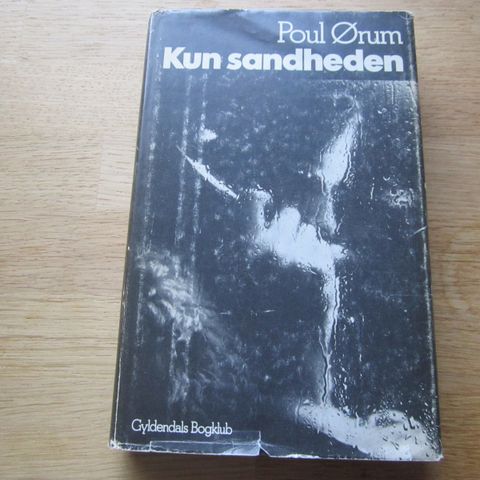 Poul Ørum
Kun sandheden
Gyldendals Bogklub